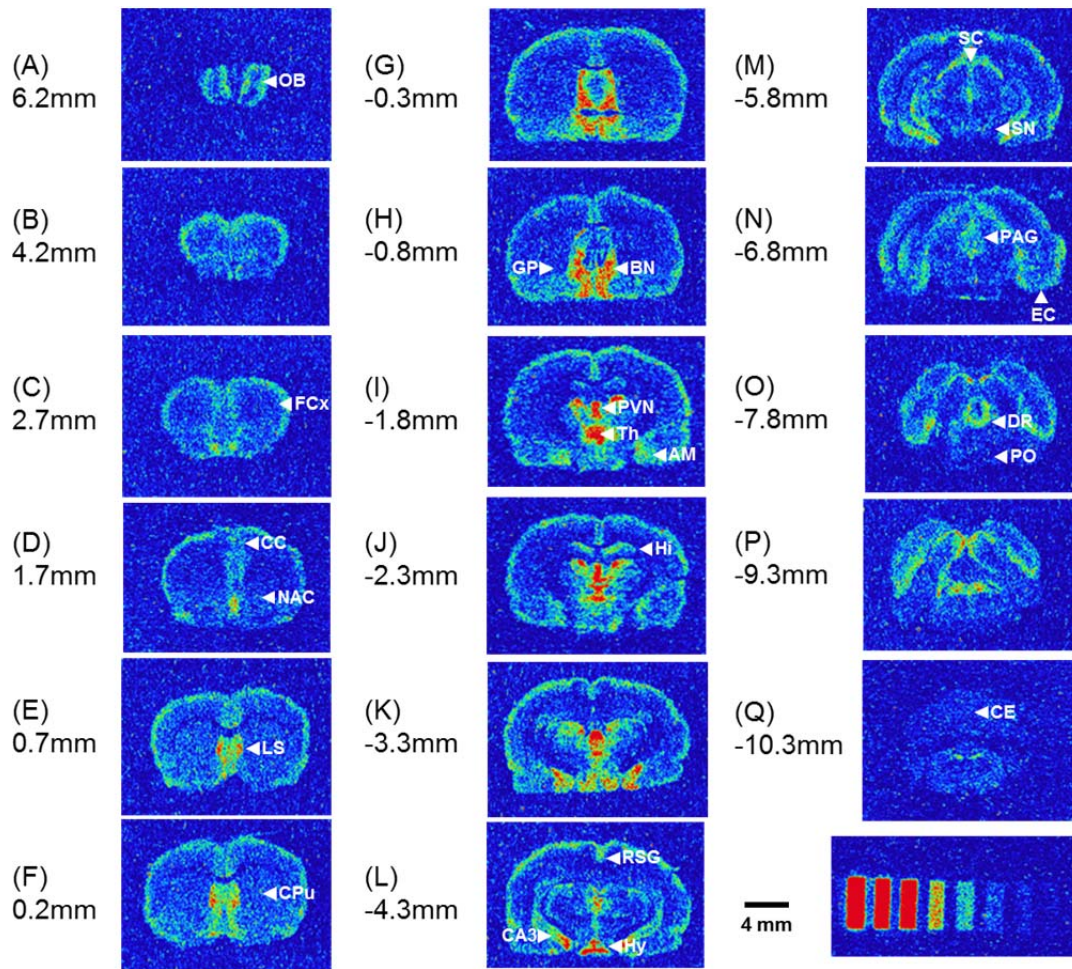 (A)
6.2mm
OB
(B)
4.2mm
(C)
2.7mm
FCx
(D)
1.7mm
CC
NAC
(E)
0.7mm
LS
(F)
0.2mm
CPu
(G)
-0.3mm
(H)
-0.8mm
GP
BN
(I)
-1.8mm
PVN
Th
AM
(J)
-2.3mm
Hi
(K)
-3.3mm
(L)
-4.3mm
RSG
CA3
Hy
(M)
-5.8mm
SC
SN
(N)
-6.8mm
PAG
EC
(O)
-7.8mm
DR
PO
(P)
-9.3mm
(Q)
-10.3mm
CE
4 mm